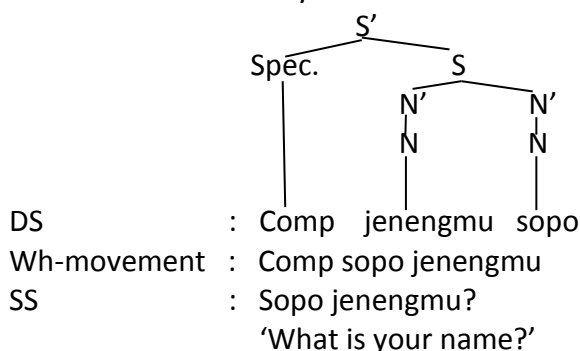 S’
Spec. S
N’ N’
N N
DS : Comp jenengmu sopo
Wh-movement : Comp sopo jenengmu
SS : Sopo jenengmu?
‘What is your name?’